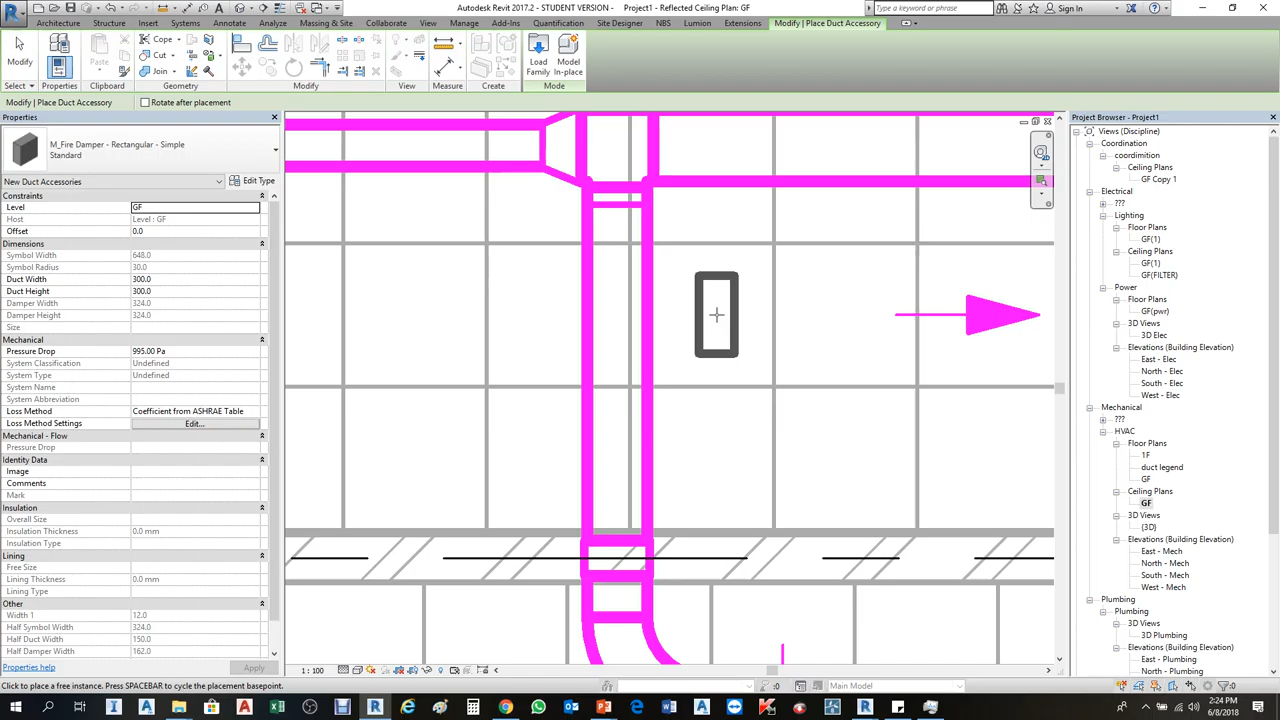 Autodesk Revit 2017.2 - STUDENT VERSION - Project1 - Reflected Ceiling Plan: GF
Type a keyword or phrase
Sign In
Architecture Structure Insert Systems Annotate Analyze Massing & Site Collaborate View Manage Add-Ins Quantification Site Designer NBS Lumion Extensions Modify | Place Duct Accessory
Modify
Paste
Cope
Cut
Join
Load Family
Model In-place
Select Properties Clipboard Geometry Modify View Measure Create Mode
Modify | Place Duct Accessory Rotate after placement
Properties
M_Fire Damper - Rectangular - Simple
Standard
New Duct Accessories Edit Type
Constraints
Level GF
Host Level : GF
Offset 0.0
Dimensions
Symbol Width 648.0
Symbol Radius 30.0
Duct Width 300.0
Duct Height 300.0
Damper Width 324.0
Damper Height 324.0
Size
Mechanical
Pressure Drop 995.00 Pa
System Classification Undefined
System Type Undefined
System Name
System Abbreviation
Loss Method Coefficient from ASHRAE Table
Loss Method Settings Edit...
Mechanical - Flow
Pressure Drop
Identity Data
Image
Comments
Mark
Insulation
Overall Size
Insulation Thickness 0.0 mm
Insulation Type
Lining
Free Size
Lining Thickness 0.0 mm
Lining Type
Other
Width 1 12.0
Half Symbol Width 324.0
Half Duct Width 150.0
Half Damper Width 162.0
Properties help Apply
1 : 100
Click to place a free instance. Press SPACEBAR to cycle the placement basepoint.
:0
Main Model
:0
Project Browser - Project1
Views (Discipline)
Coordination
coordimition
Ceiling Plans
GF Copy 1
Electrical
???
Lighting
Floor Plans
GF(1)
Ceiling Plans
GF(1)
GF(FILTER)
Power
Floor Plans
GF(pwr)
3D Views
3D Elec
Elevations (Building Elevation)
East - Elec
North - Elec
South - Elec
West - Elec
Mechanical
???
HVAC
Floor Plans
1F
duct legend
GF
Ceiling Plans
GF
3D Views
{3D}
Elevations (Building Elevation)
East - Mech
North - Mech
South - Mech
West - Mech
Plumbing
Plumbing
3D Views
3D Plumbing
Elevations (Building Elevation)
East - Plumbing
North - Plumbing
South - Plumbing
2:24 PM
6/8/2018